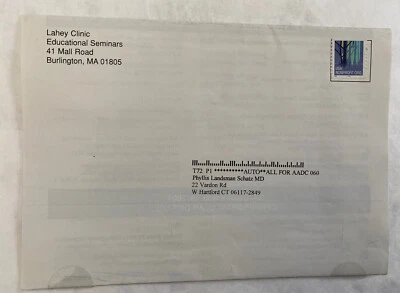 Lahey Clinic
Educational Seminars
41 Mall Road
Burlington, MA 01805
T72 P1 **********AUTO**ALL FOR AADC 060
Phyllis Landsman Schatz MD
22 Vardon Rd
W Hartford CT 06117-2849